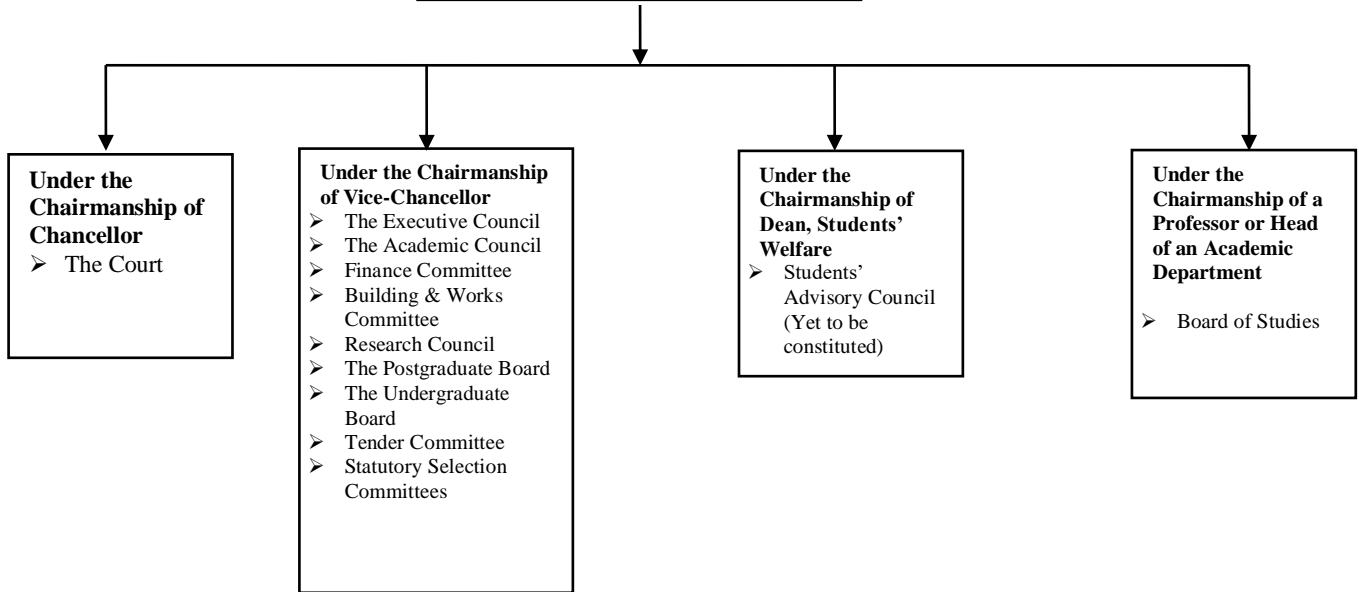 Under the
Chairmanship of
Chancellor
➢ The Court
Under the Chairmanship
of Vice-Chancellor
➢ The Executive Council
➢ The Academic Council
➢ Finance Committee
➢ Building & Works
Committee
➢ Research Council
➢ The Postgraduate Board
➢ The Undergraduate
Board
➢ Tender Committee
➢ Statutory Selection
Committees
Under the
Chairmanship of
Dean, Students’
Welfare
➢ Students’
Advisory Council
(Yet to be
constituted)
Under the
Chairmanship of a
Professor or Head
of an Academic
Department
➢ Board of Studies